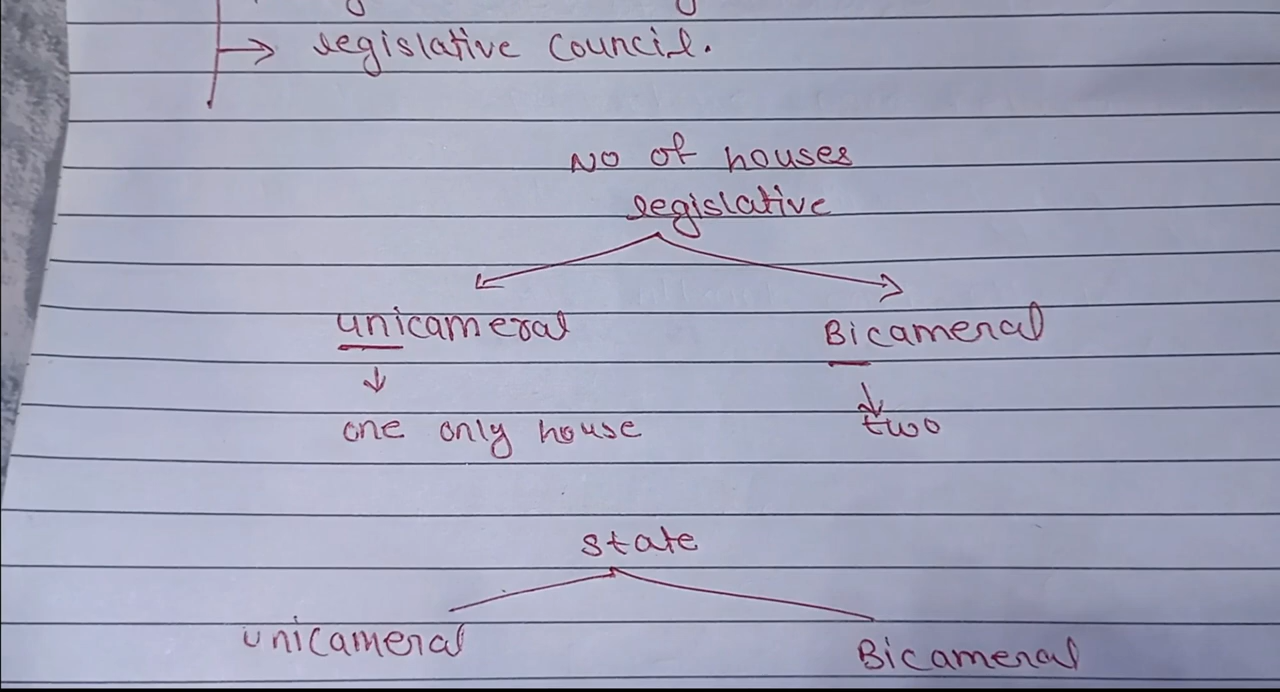 legislative council.
No of houses
legislative
unicameral Bicameral
one only house two
state
unicameral Bicameral